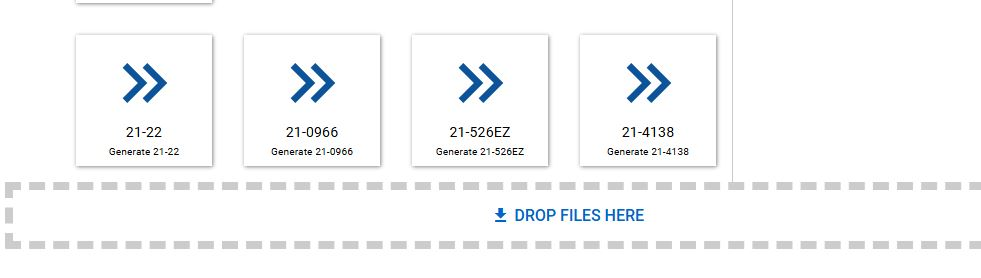 21-22
Generate 21-22
21-0966
Generate 21-0966
21-526EZ
Generate 21-526EZ
21-4138
Generate 21-4138
DROP FILES HERE